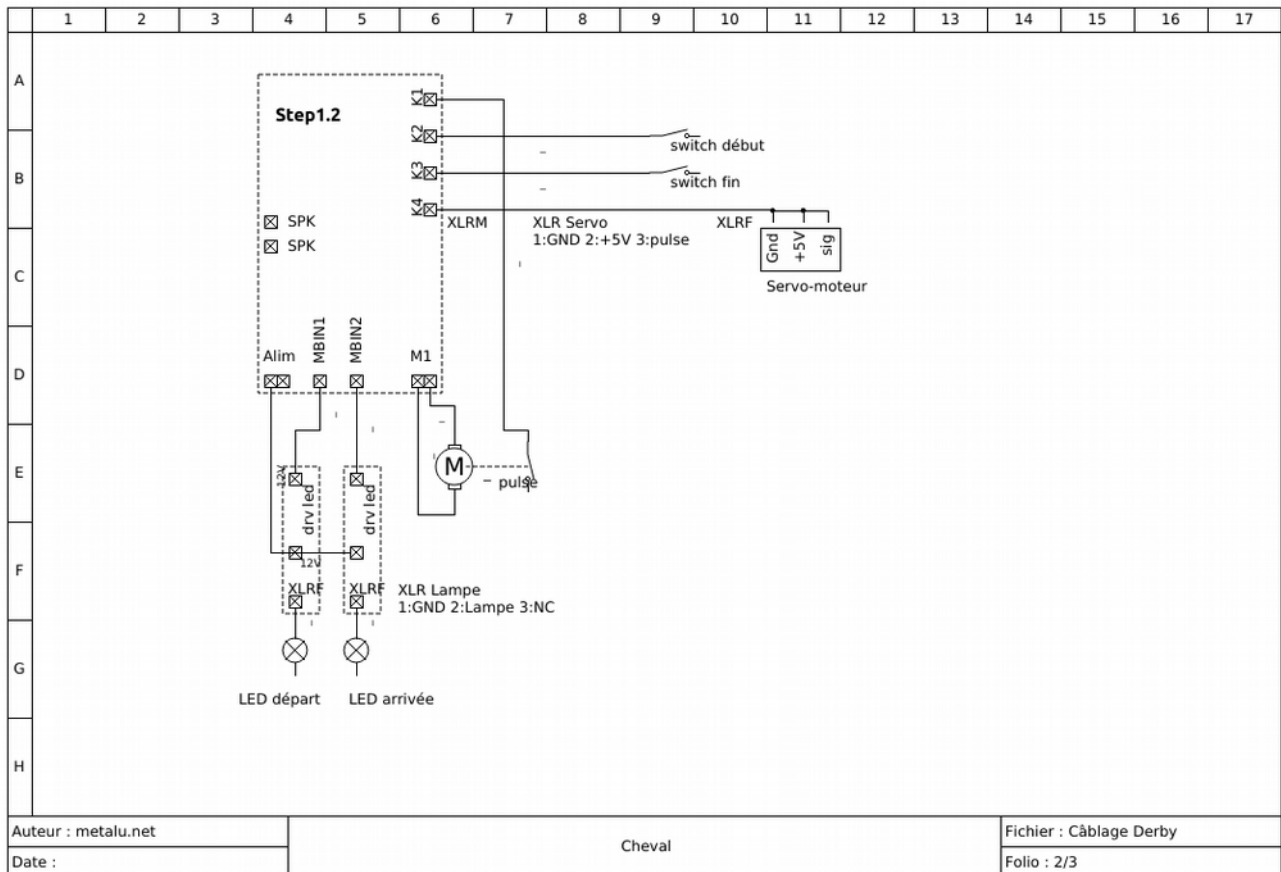 1 2 3 4 5 6 7 8 9 10 11 12 13 14 15 16 17
A
B
C
D
E
F
G
H
Step1.2
K1
K2
switch début
K3
switch fin
K4
XLRM
XLR Servo
1:GND 2:+5V 3:pulse
XLRF
SPK
SPK
Gnd
+5V
sig
Servo-moteur
Alim
MBIN1
MBIN2
M1
12V
drv led
drv led
M
pulse
12V
XLRF
XLRF
XLR Lampe
1:GND 2:Lampe 3:NC
LED départ
LED arrivée
Auteur : metalu.net
Date :
Cheval
Fichier : Câblage Derby
Folio : 2/3